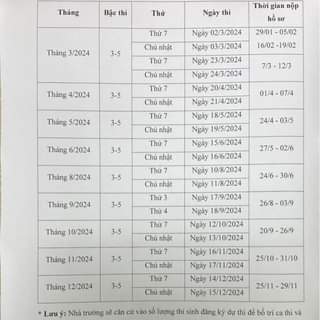 Tháng Bậc thi Thứ Ngày thi Thời gian nộp hồ sơ
Tháng 3/2024 3-5 Thứ 7 Ngày 02/3/2024 29/01 - 05/02
Chủ nhật Ngày 03/3/2024 16/02 -19/02
Thứ 7 Ngày 23/3/2024 7/3 - 12/3
Chủ nhật Ngày 24/3/2024
Tháng 4/2024 3-5 Thứ 7 Ngày 20/4/2024 01/4 - 07/4
Chủ nhật Ngày 21/4/2024
Tháng 5/2024 3-5 Thứ 7 Ngày 18/5/2024 24/4 - 03/5
Chủ nhật Ngày 19/5/2024
Tháng 6/2024 3-5 Thứ 7 Ngày 15/6/2024 27/5 - 02/6
Chủ nhật Ngày 16/6/2024
Tháng 8/2024 3-5 Thứ 7 Ngày 10/8/2024 24/6 - 30/6
Chủ nhật Ngày 11/8/2024
Tháng 9/2024 3-5 Thứ 3 Ngày 17/9/2024 26/8 - 03/9
Thứ 4 Ngày 18/9/2024
Tháng 10/2024 3-5 Thứ 7 Ngày 12/10/2024 20/9 - 26/9
Chủ nhật Ngày 13/10/2024
Tháng 11/2024 3-5 Thứ 7 Ngày 16/11/2024 25/10 - 31/10
Chủ nhật Ngày 17/11/2024
Tháng 12/2024 3-5 Thứ 7 Ngày 14/12/2024 25/11 - 29/11
Chủ nhật Ngày 15/12/2024
* Lưu ý: Nhà trường sẽ căn cứ vào số lượng thí sinh đăng ký dự thi để bố trí ca thi và